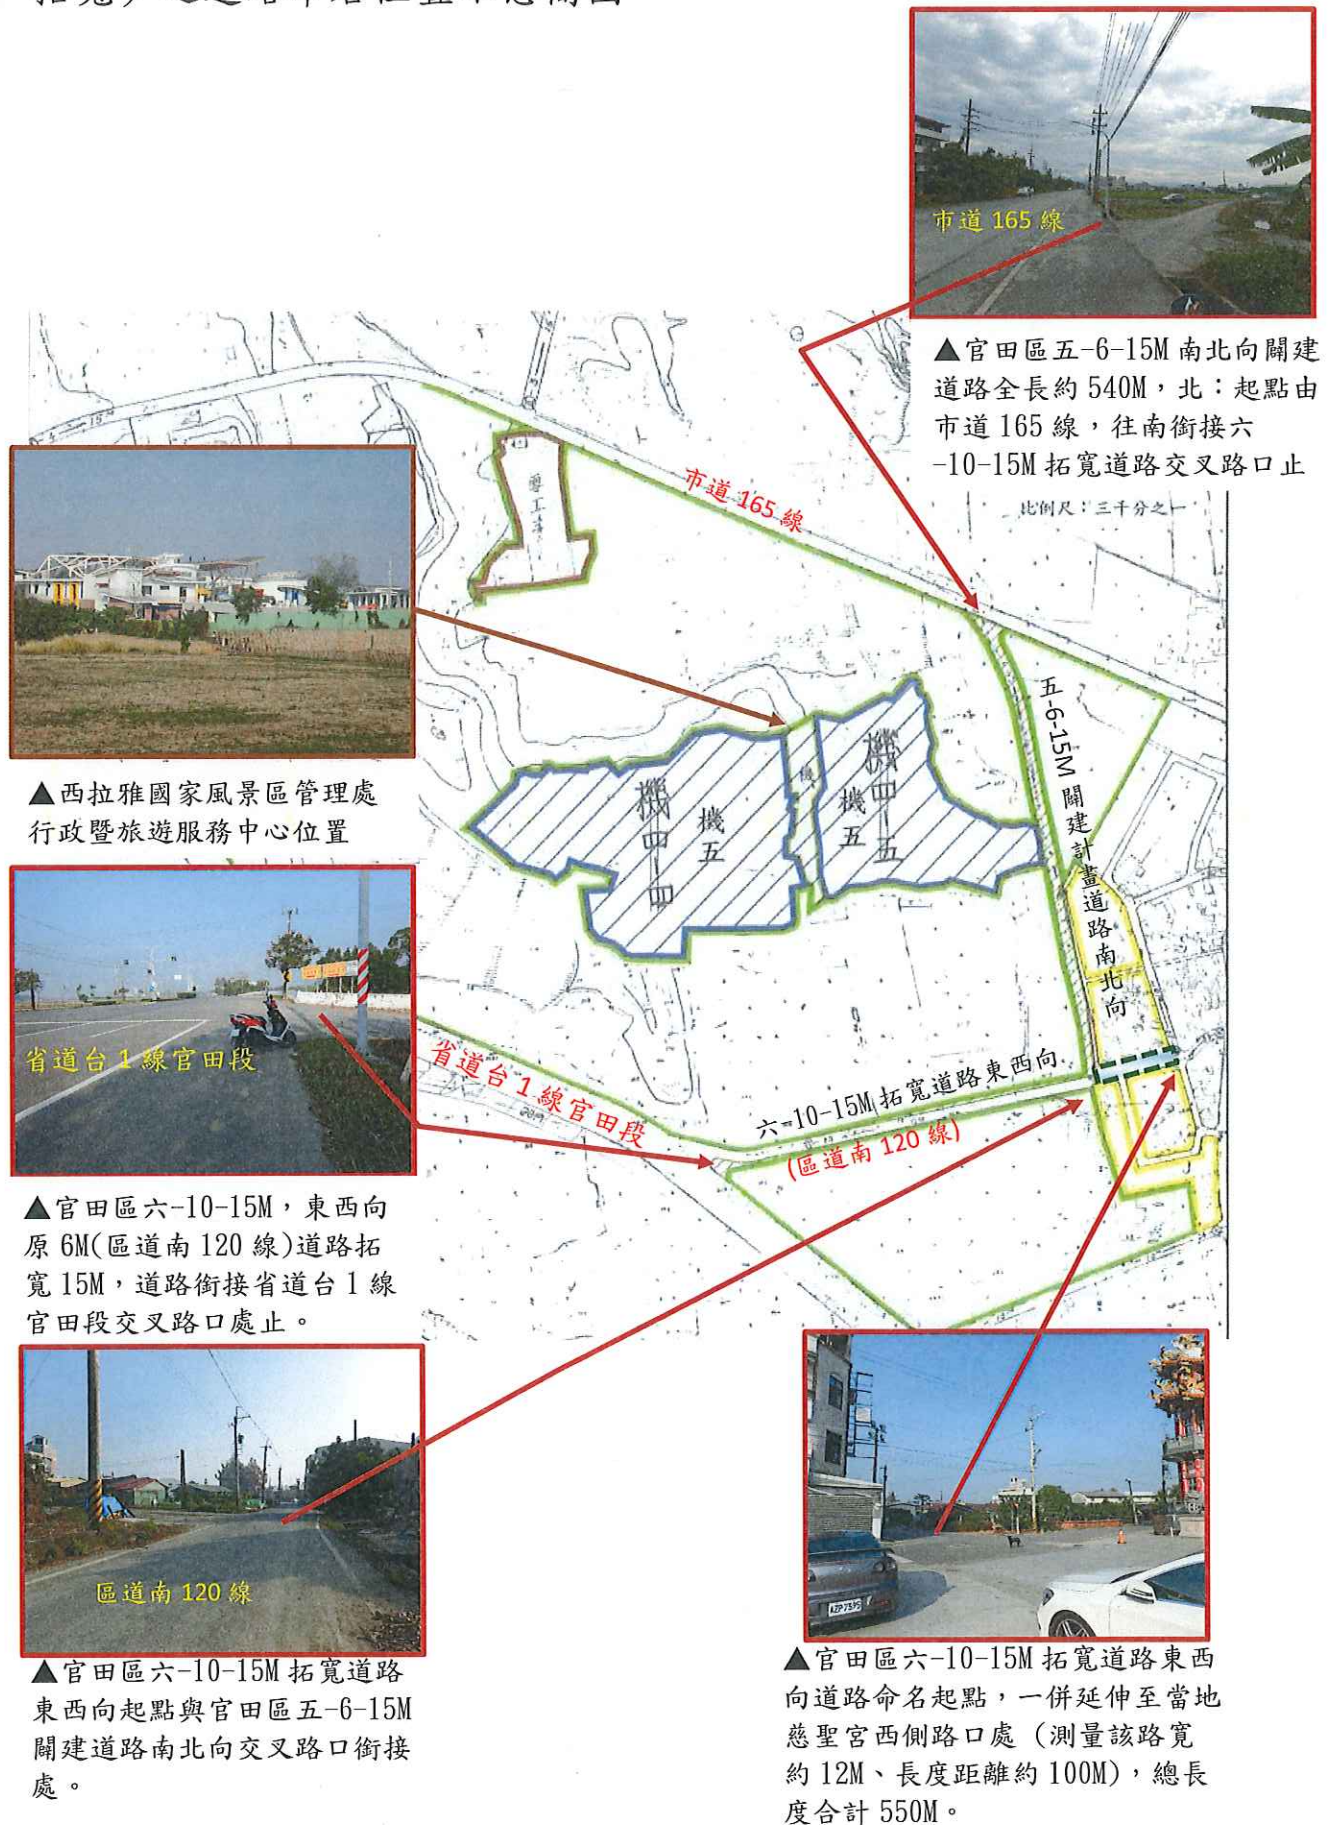 市道 165 線
▲官田區五-6-15M 南北向開建
道路全長約 540M，北：起點由
市道 165 線，往南銜接六
-10-15M 拓寬道路交叉路口止
比例尺：三千分之一
市道 165 線
五-6-15M 開建計畫道路南北向
機四-四
機五
機四-五
機五
機
▲西拉雅國家風景區管理處
行政暨旅遊服務中心位置
省道台 1 線官田段
省道台 1 線官田段
六-10-15M 拓寬道路東西向
(區道南 120 線)
▲官田區六-10-15M，東西向
原 6M(區道南 120 線)道路拓
寬 15M，道路銜接省道台 1 線
官田段交叉路口處止。
區道南 120 線
▲官田區六-10-15M 拓寬道路
東西向起點與官田區五-6-15M
開建道路南北向交叉路口銜接
處。
▲官田區六-10-15M 拓寬道路東西
向道路命名起點，一併延伸至當地
慈聖宮西側路口處（測量該路寬
約 12M、長度距離約 100M)，總長
度合計 550M。